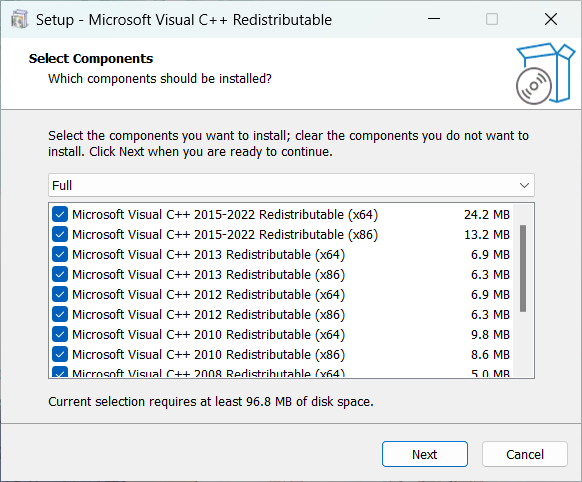 Setup - Microsoft Visual C++ Redistributable
Select Components
Which components should be installed?
Select the components you want to install; clear the components you do not want to
install. Click Next when you are ready to continue.
Full
Microsoft Visual C++ 2015-2022 Redistributable (x64) 24.2 MB
Microsoft Visual C++ 2015-2022 Redistributable (x86) 13.2 MB
Microsoft Visual C++ 2013 Redistributable (x64) 6.9 MB
Microsoft Visual C++ 2013 Redistributable (x86) 6.3 MB
Microsoft Visual C++ 2012 Redistributable (x64) 6.9 MB
Microsoft Visual C++ 2012 Redistributable (x86) 6.3 MB
Microsoft Visual C++ 2010 Redistributable (x64) 9.8 MB
Microsoft Visual C++ 2010 Redistributable (x86) 8.6 MB
Microsoft Visual C++ 2008 Redistributable (x64) 5.0 MB
Current selection requires at least 96.8 MB of disk space.
Next Cancel